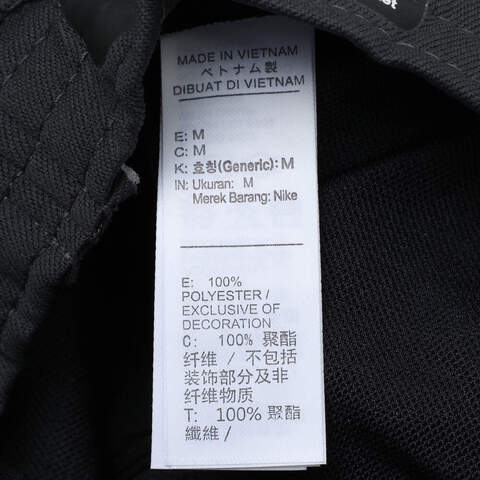 MADE IN VIETNAM
ベトナム製
DIBUAT DI VIETNAM
E: M
C: M
K: 호칭(Generic): M
IN: Ukuran: M
Merek Barang: Nike
E: 100%
POLYESTER /
EXCLUSIVE OF
DECORATION
C: 100% 聚酯
纤维 / 不包括
装饰部分及非
纤维物质
T: 100% 聚酯
纖維 /